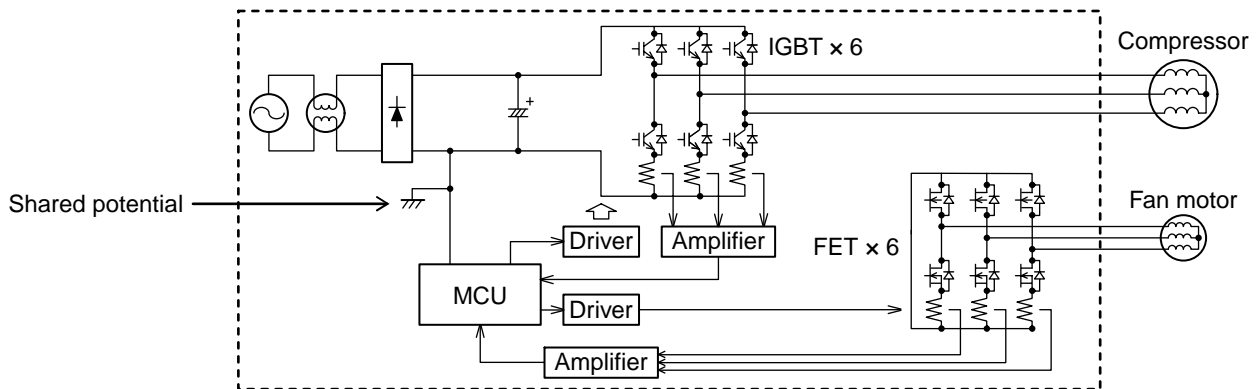 IGBT × 6
Compressor
Shared potential
Fan motor
Driver
Amplifier
FET × 6
MCU
Driver
Amplifier